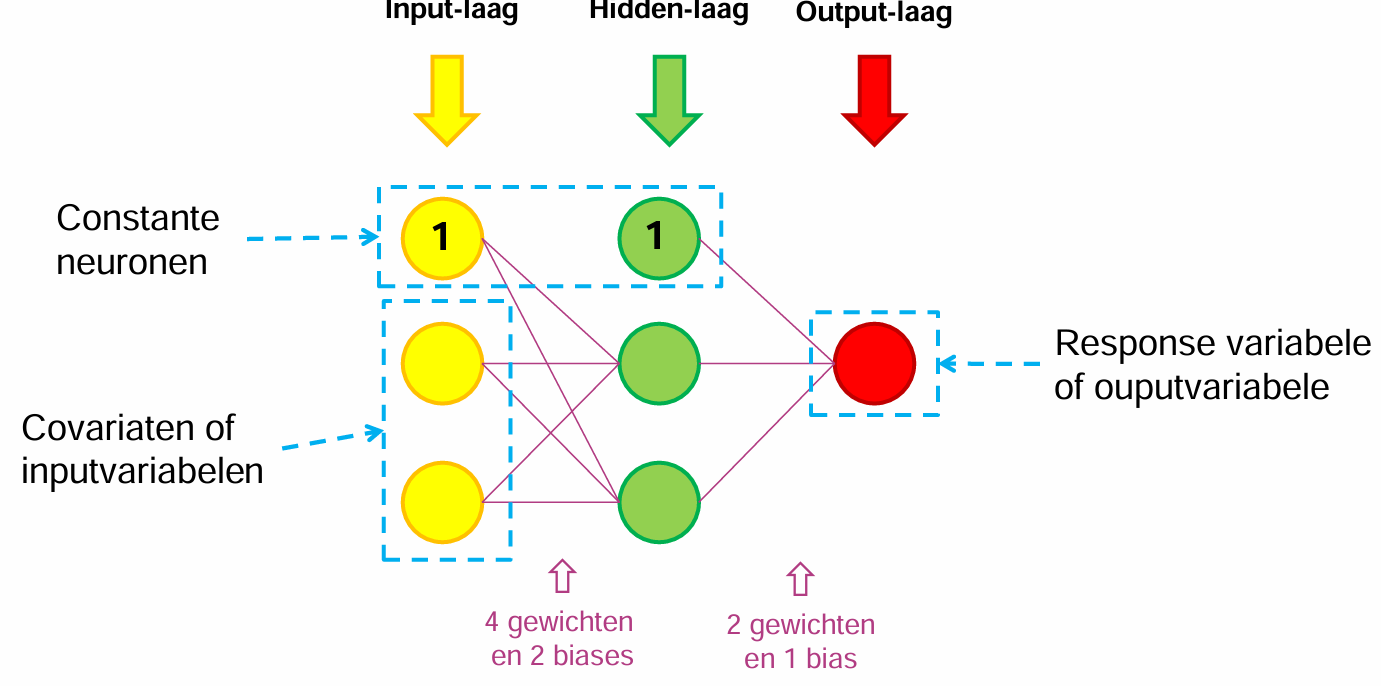 Input-laag
Hidden-laag
Output-laag
Constante
neuronen
1
1
Response variabele
of ouputvariabele
Covariaten of
inputvariabelen
4 gewichten
en 2 biases
2 gewichten
en 1 bias